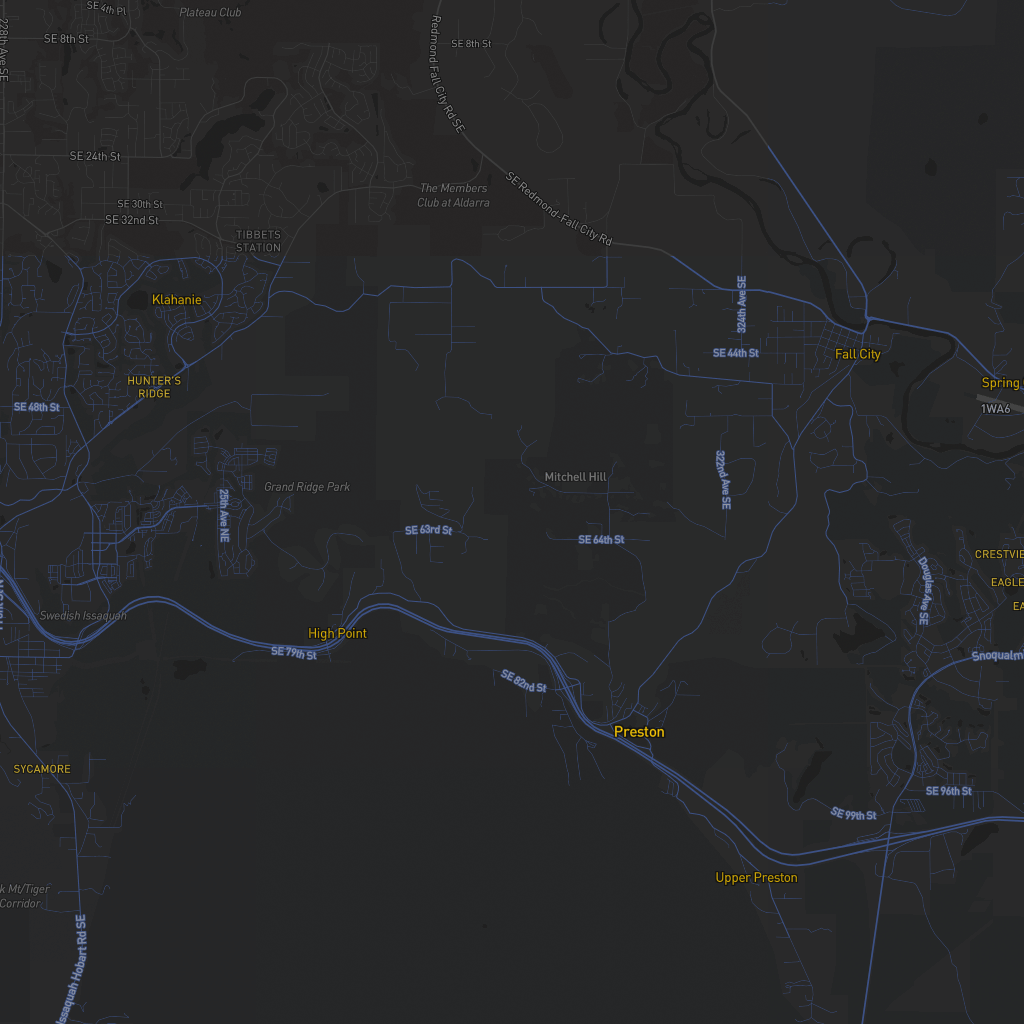 SE 4th Pl
Plateau Club
228th Ave SE
SE 8th St
SE 8th St
Redmond-Fall City Rd SE
SE 24th St
The Members
Club at Aldarra
SE Redmond-Fall City Rd
SE 30th St
SE 32nd St
TIBBETS
STATION
Klahanie
324th Ave SE
SE 44th St
Fall City
HUNTER'S
RIDGE
Spring
SE 48th St
1WA6
Mitchell Hill
322nd Ave SE
Grand Ridge Park
25th Ave NE
SE 63rd St
SE 64th St
CRESTVIE
Douglas Ave SE
EAGLE
EA
Swedish Issaquah
High Point
SE 79th St
Snoqualmi
SE 82nd St
Preston
SYCAMORE
SE 96th St
SE 99th St
Upper Preston
k Mt/Tiger
Corridor
Issaquah Hobart Rd SE